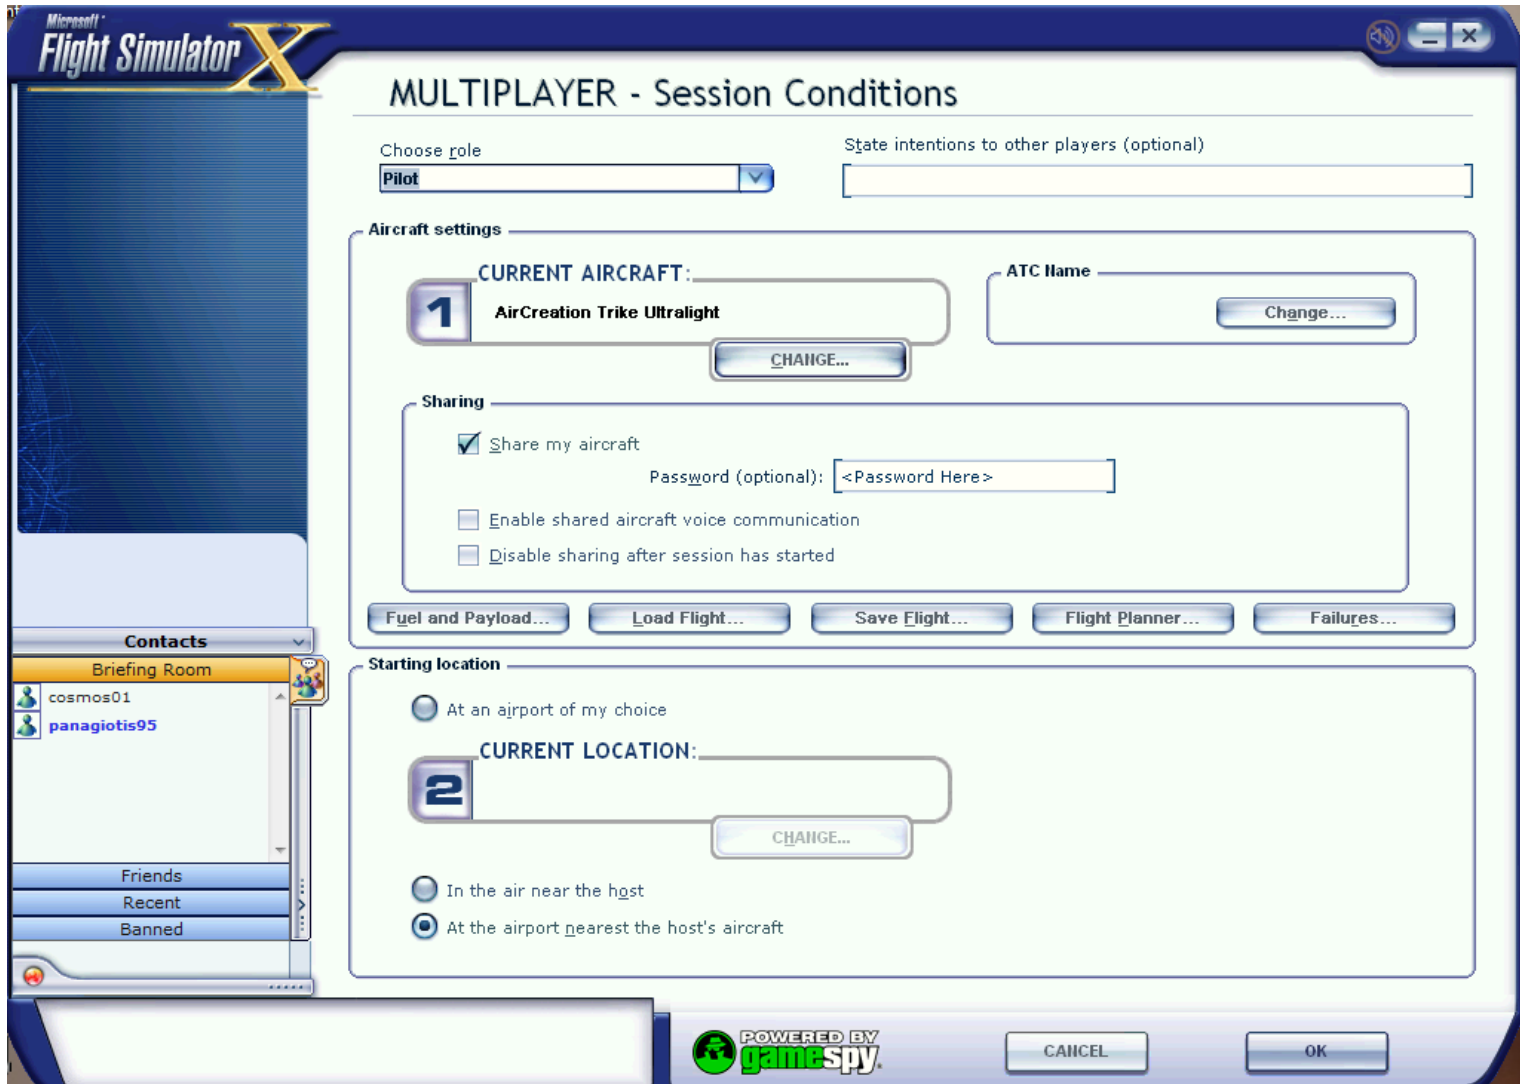 Microsoft
Flight Simulator X
MULTIPLAYER - Session Conditions
Choose role
State intentions to other players (optional)
Pilot
Aircraft settings
CURRENT AIRCRAFT:
ATC Name
1
AirCreation Trike Ultralight
Change...
CHANGE...
Sharing
Share my aircraft
Password (optional):
<Password Here>
Enable shared aircraft voice communication
Disable sharing after session has started
Fuel and Payload...
Load Flight...
Save Flight...
Flight Planner...
Failures...
Contacts
Briefing Room
cosmos01
panagiotis95
Friends
Recent
Banned
Starting location
At an airport of my choice
CURRENT LOCATION:
2
CHANGE...
In the air near the host
At the airport nearest the host's aircraft
POWERED BY
gamespy.
CANCEL
OK